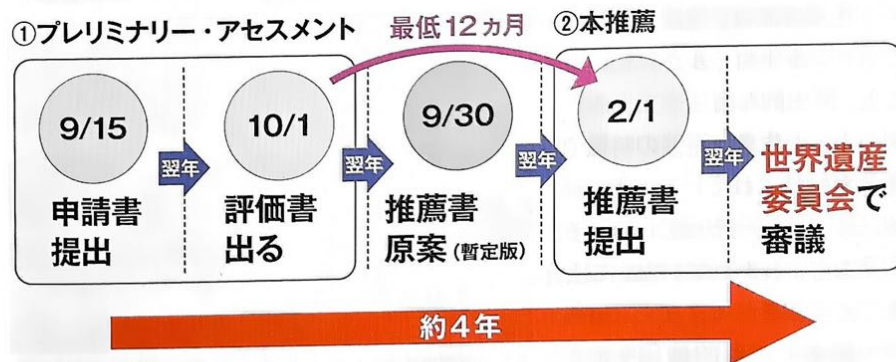 ①プレリミナリー・アセスメント
最低12ヵ月
②本推薦
9/15
翌年
申請書
提出
10/1
翌年
評価書
出る
9/30
翌年
推薦書
原案(暫定版)
2/1
翌年
推薦書
提出
世界遺産
委員会で
審議
約4年